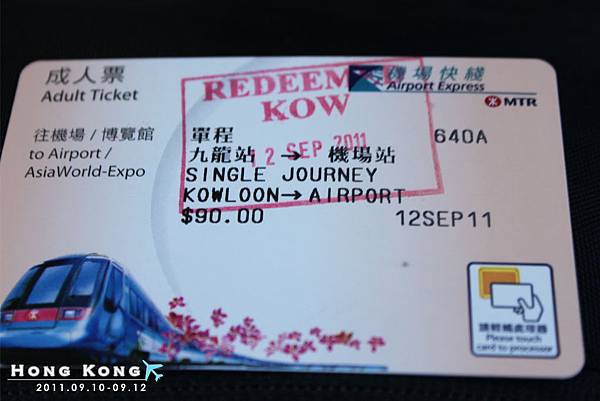 成人票
Adult Ticket
機場快綫
Airport Express
MTR
REDEEMED
KOW
12 SEP 2011
往機場 / 博覽館
to Airport /
AsiaWorld-Expo
單程
640A
九龍站 → 機場站
SINGLE JOURNEY
KOWLOON→AIRPORT
$90.00
12SEP11
請輕觸處理器
Please touch
card to processor
HONG KONG
2011.09.10-09.12